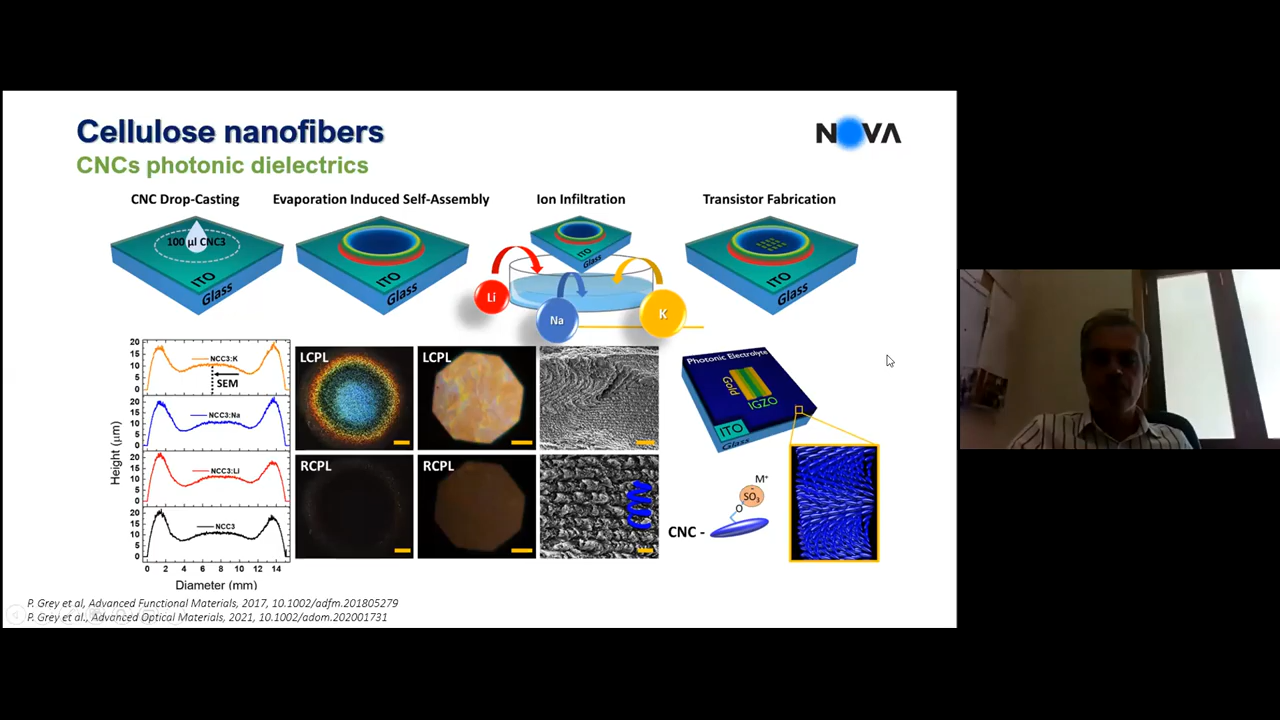 Cellulose nanofibers
NOVA
CNCs photonic dielectrics
CNC Drop-Casting
Evaporation Induced Self-Assembly
Ion Infiltration
Transistor Fabrication
100 µl CNC3
ITO
Glass
ITO
Glass
ITO
Glass
ITO
Glass
Li
Na
K
Height (µm)
20
15
10
5
0
NCC3:K
SEM
20
15
10
5
0
NCC3:Na
20
15
10
5
0
NCC3:Li
20
15
10
5
0
NCC3
0 2 4 6 8 10 12 14
Diameter (mm)
LCPL
LCPL
RCPL
RCPL
Photonic Electrolyte
Gold
IGZO
ITO
Glass
M+
SO3-
O
CNC -
P. Grey et al, Advanced Functional Materials, 2017, 10.1002/adfm.201805279
P. Grey et al., Advanced Optical Materials, 2021, 10.1002/adom.202001731